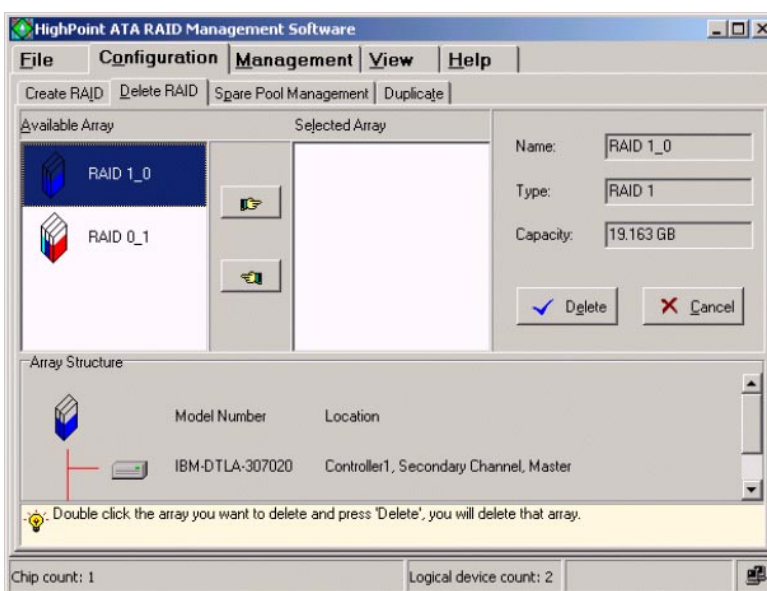 HighPoint ATA RAID Management Software
File Configuration Management View Help
Create RAID Delete RAID Spare Pool Management Duplicate
Available Array Selected Array
RAID 1_0
RAID 0_1
Name: RAID 1_0
Type: RAID 1
Capacity: 19.163 GB
Delete Cancel
Array Structure
Model Number Location
IBM-DTLA-307020 Controller1, Secondary Channel, Master
Double click the array you want to delete and press 'Delete', you will delete that array.
Chip count: 1 Logical device count: 2